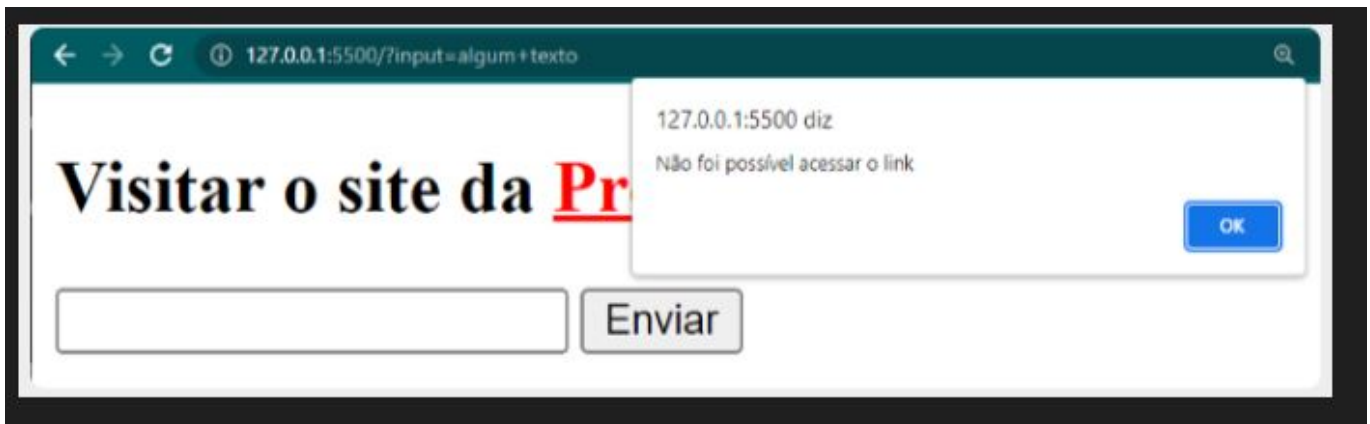 127.0.0.1:5500/?input=algum+texto
127.0.0.1:5500 diz
Não foi possível acessar o link
OK
Visitar o site da
Enviar